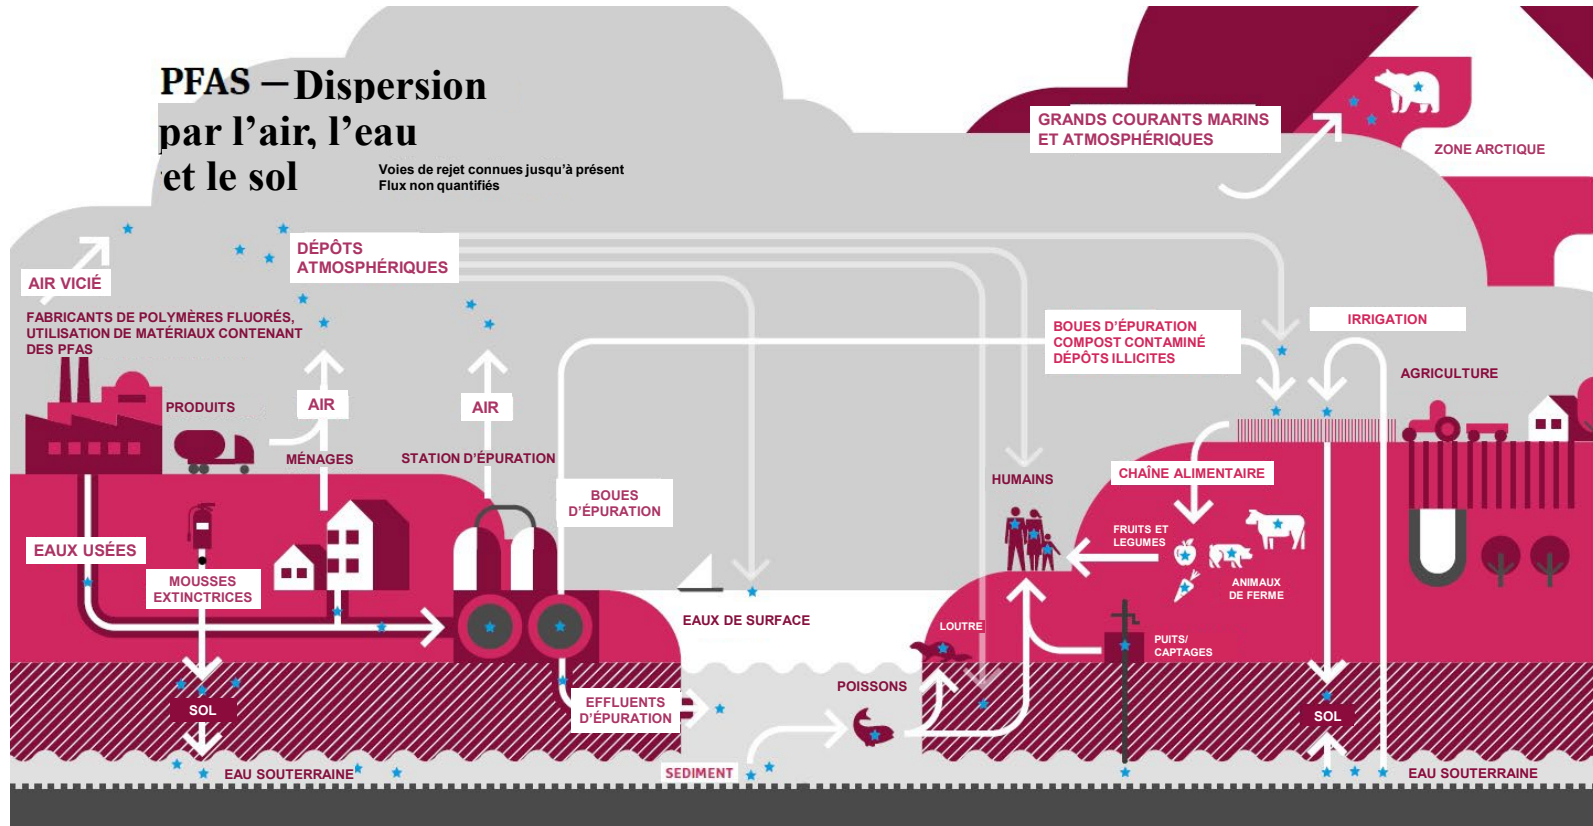 PFAS – Dispersion
par l’air, l’eau
et le sol
Voies de rejet connues jusqu’à présent
Flux non quantifiés
GRANDS COURANTS MARINS
ET ATMOSPHÉRIQUES
ZONE ARCTIQUE
DÉPÔTS
ATMOSPHÉRIQUES
AIR VICIÉ
FABRICANTS DE POLYMÈRES FLUORÉS,
UTILISATION DE MATÉRIAUX CONTENANT
DES PFAS
BOUES D’ÉPURATION
COMPOST CONTAMINÉ
DÉPÔTS ILLICITES
IRRIGATION
AGRICULTURE
PRODUITS
AIR
AIR
MÉNAGES
STATION D’ÉPURATION
BOUES
D’ÉPURATION
HUMAINS
CHAÎNE ALIMENTAIRE
FRUITS ET
LEGUMES
ANIMAUX
DE FERME
EAUX USÉES
MOUSSES
EXTINCTRICES
EAUX DE SURFACE
LOUTRE
PUITS/
CAPTAGES
POISSONS
EFFLUENTS
D’ÉPURATION
SOL
SOL
EAU SOUTERRAINE
SEDIMENT
EAU SOUTERRAINE